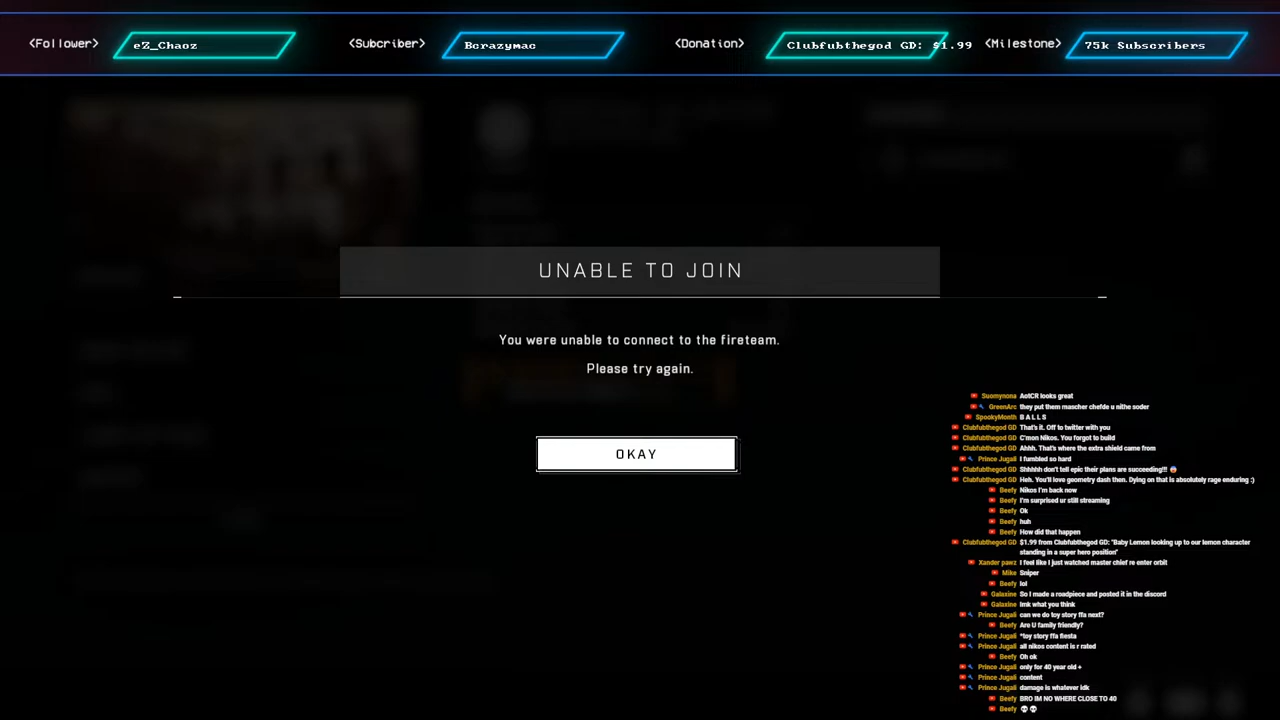 <Follower> eZ_Chaoz <Subcriber> Bcrazymac <Donation> Clubfubthegod GD: $1.99 <Milestone> 75k Subscribers
UNABLE TO JOIN
You were unable to connect to the fireteam.
Please try again.
OKAY
Suomynona AotCR looks great
GreenArc they put them mascher chefde u nithe soder
SpookyMonth B A L L S
Clubfubthegod GD That's it. Off to twitter with you
Clubfubthegod GD C'mon Nikos. You forgot to build
Clubfubthegod GD Ahhh. That's where the extra shield came from
Prince Jugali I fumbled so hard
Clubfubthegod GD Shhhhh don't tell epic their plans are succeeding!!! 😱
Clubfubthegod GD Heh. You'll love geometry dash then. Dying on that is absolutely rage enduring :)
Beefy Nikos I'm back now
Beefy I'm surprised ur still streaming
Beefy Ok
Beefy huh
Beefy How did that happen
Clubfubthegod GD $1.99 from Clubfubthegod GD: "Baby Lemon looking up to our lemon character
standing in a super hero position"
Xander pawz I feel like I just watched master chief re enter orbit
Mike Sniper
Beefy lol
Galaxine So I made a roadpiece and posted it in the discord
Galaxine lmk what you think
Prince Jugali can we do toy story ffa next?
Beefy Are U family friendly?
Prince Jugali *toy story ffa fiesta
Prince Jugali all nikos content is r rated
Beefy Oh ok
Prince Jugali only for 40 year old +
Prince Jugali content
Prince Jugali damage is whatever idk
Beefy BRO IM NO WHERE CLOSE TO 40
Beefy 💀💀